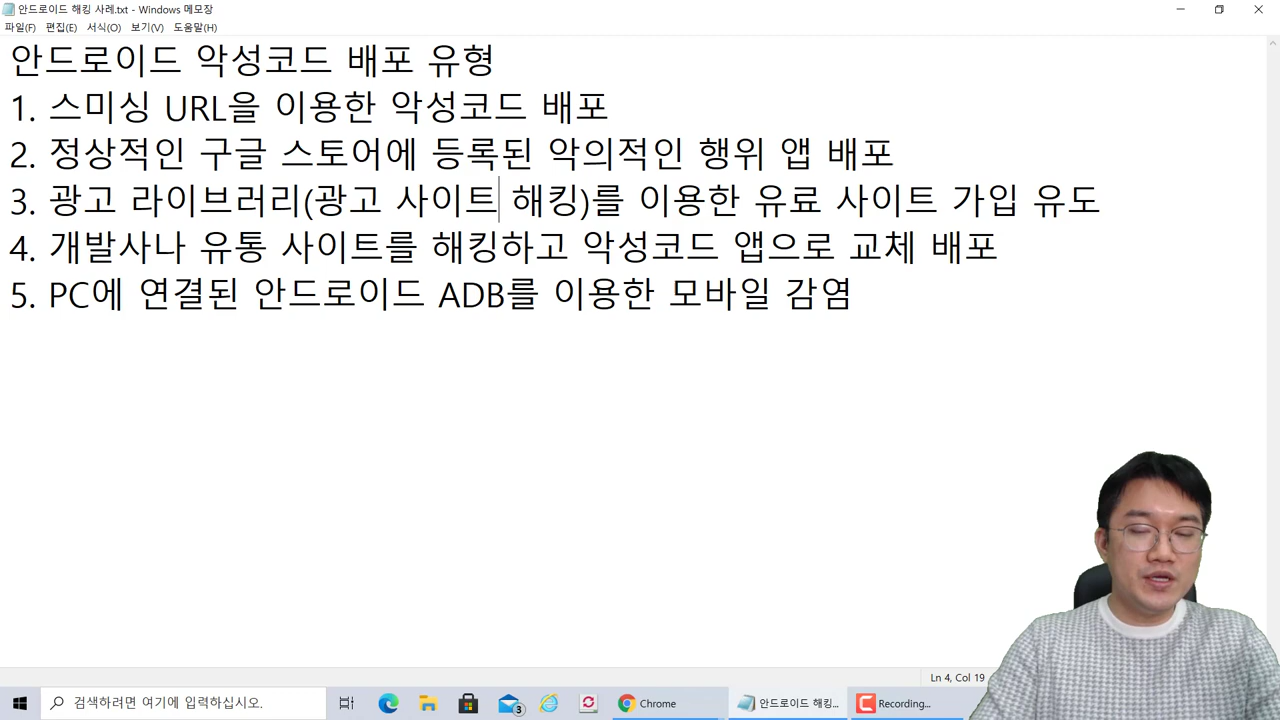 안드로이드 해킹 사례.txt - Windows 메모장
파일(F) 편집(E) 서식(O) 보기(V) 도움말(H)
안드로이드 악성코드 배포 유형
1. 스미싱 URL을 이용한 악성코드 배포
2. 정상적인 구글 스토어에 등록된 악의적인 행위 앱 배포
3. 광고 라이브러리(광고 사이트 해킹)를 이용한 유료 사이트 가입 유도
4. 개발사나 유통 사이트를 해킹하고 악성코드 앱으로 교체 배포
5. PC에 연결된 안드로이드 ADB를 이용한 모바일 감염
Ln 4, Col 19
검색하려면 여기에 입력하십시오.
3
Chrome
안드로이드 해킹...
Recording...